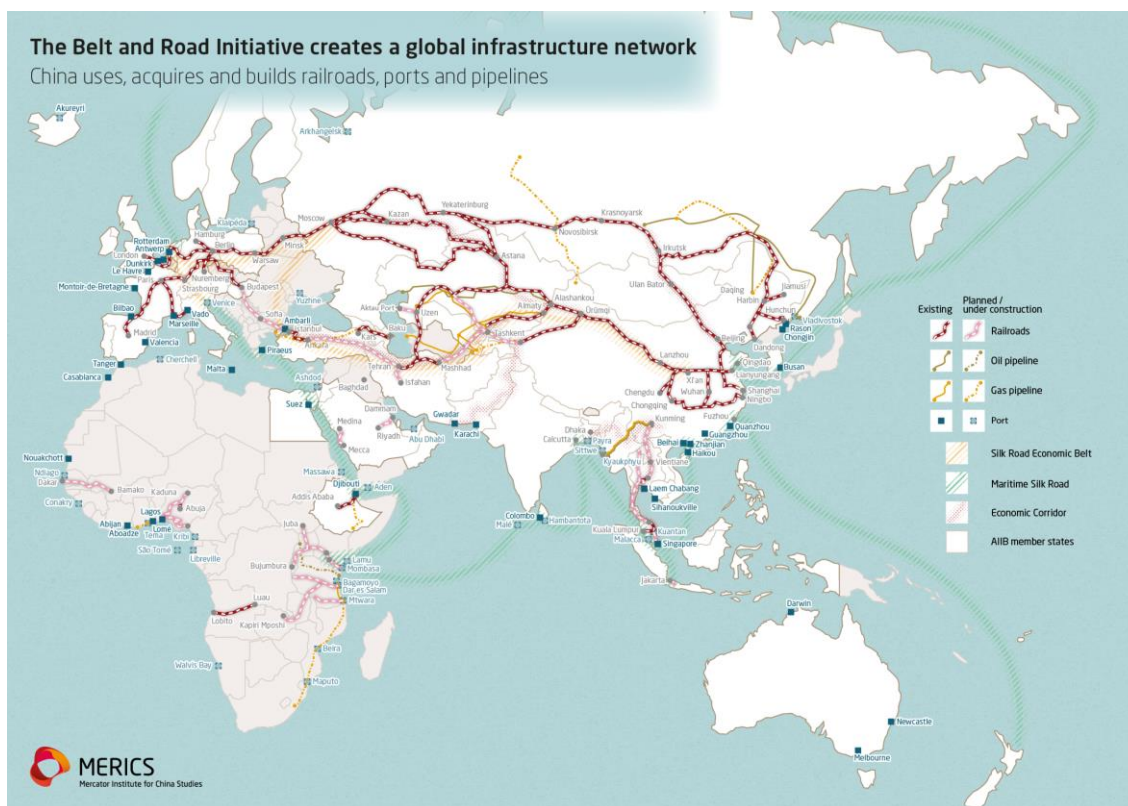 The Belt and Road Initiative creates a global infrastructure network
China uses, acquires and builds railroads, ports and pipelines
Akureyri
Arkhangelsk
Klaipėda
Moscow
Kazan
Yekaterinburg
Krasnoyarsk
Novosibirsk
Rotterdam
Antwerp
Hamburg
Berlin
London
Dunkirk
Le Havre
Warsaw
Minsk
Astana
Irkutsk
Montoir-de-Bretagne
Paris
Nuremberg
Strasbourg
Budapest
Venice
Yuzhne
Ulan Bator
Daqing
Jiamusi
Harbin
Hunchun
Vladivostok
Bilbao
Madrid
Marseille
Vado
Valencia
Sofia
Ambarli
Istanbul
Ankara
Kars
Baku
Aktau Port
Uzen
Almaty
Alashankou
Ürümqi
Tashkent
Rason
Chongjin
Beijing
Dandong
Tanger
Casablanca
Cherchell
Malta
Piraeus
Tehran
Mashhad
Isfahan
Lanzhou
Qingdao
Lianyungang
Busan
Ashdod
Baghdad
Suez
Xi'an
Wuhan
Chengdu
Chongqing
Shanghai
Ningbo
Medina
Mecca
Dammam
Riyadh
Abu Dhabi
Gwadar
Karachi
Kunming
Fuzhou
Quanzhou
Guangzhou
Dhaka
Calcutta
Payra
Sittwe
Kyaukphyu
Beihai
Zhanjian
Haikou
Vientiane
Nouakchott
Ndiago
Dakar
Bamako
Kaduna
Abuja
Conakry
Massawa
Djibouti
Aden
Addis Ababa
Laem Chabang
Sihanoukville
Abijan
Aboadze
Lagos
Lomé
Tema
Kribi
São Tomé
Libreville
Juba
Colombo
Hambantota
Malé
Kuala Lumpur
Kuantan
Malacca
Singapore
Bujumbura
Lamu
Mombasa
Bagamoyo
Dar es Salam
Mtwara
Jakarta
Luau
Lobito
Kapiri Mposhi
Darwin
Walvis Bay
Beira
Maputo
Newcastle
Melbourne
Existing
Planned /
under construction
Railroads
Oil pipeline
Gas pipeline
Port
Silk Road Economic Belt
Maritime Silk Road
Economic Corridor
AIIB member states
MERICS
Mercator Institute for China Studies